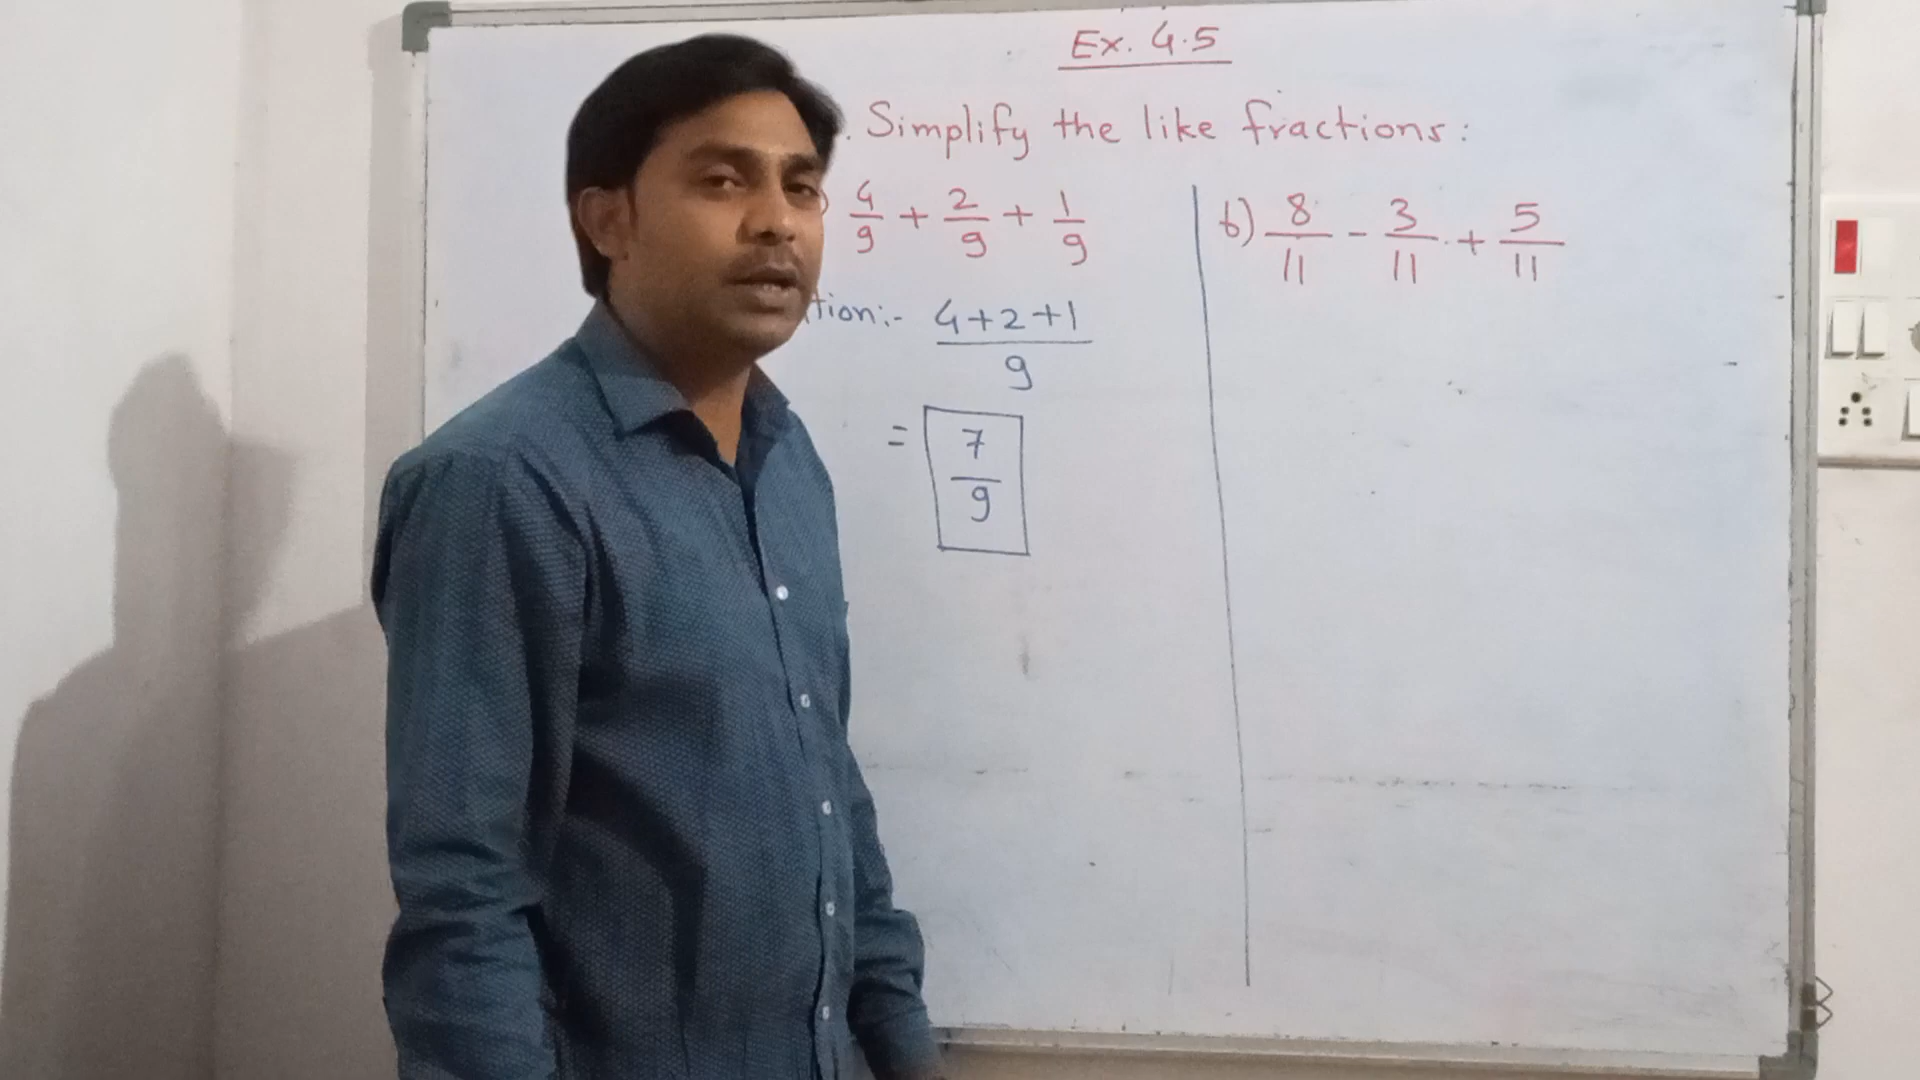 Ex. 4.5
. Simplify the like fractions:
) 4/9 + 2/9 + 1/9
b) 8/11 - 3/11 + 5/11
tion:- 4+2+1/9
= 7/9